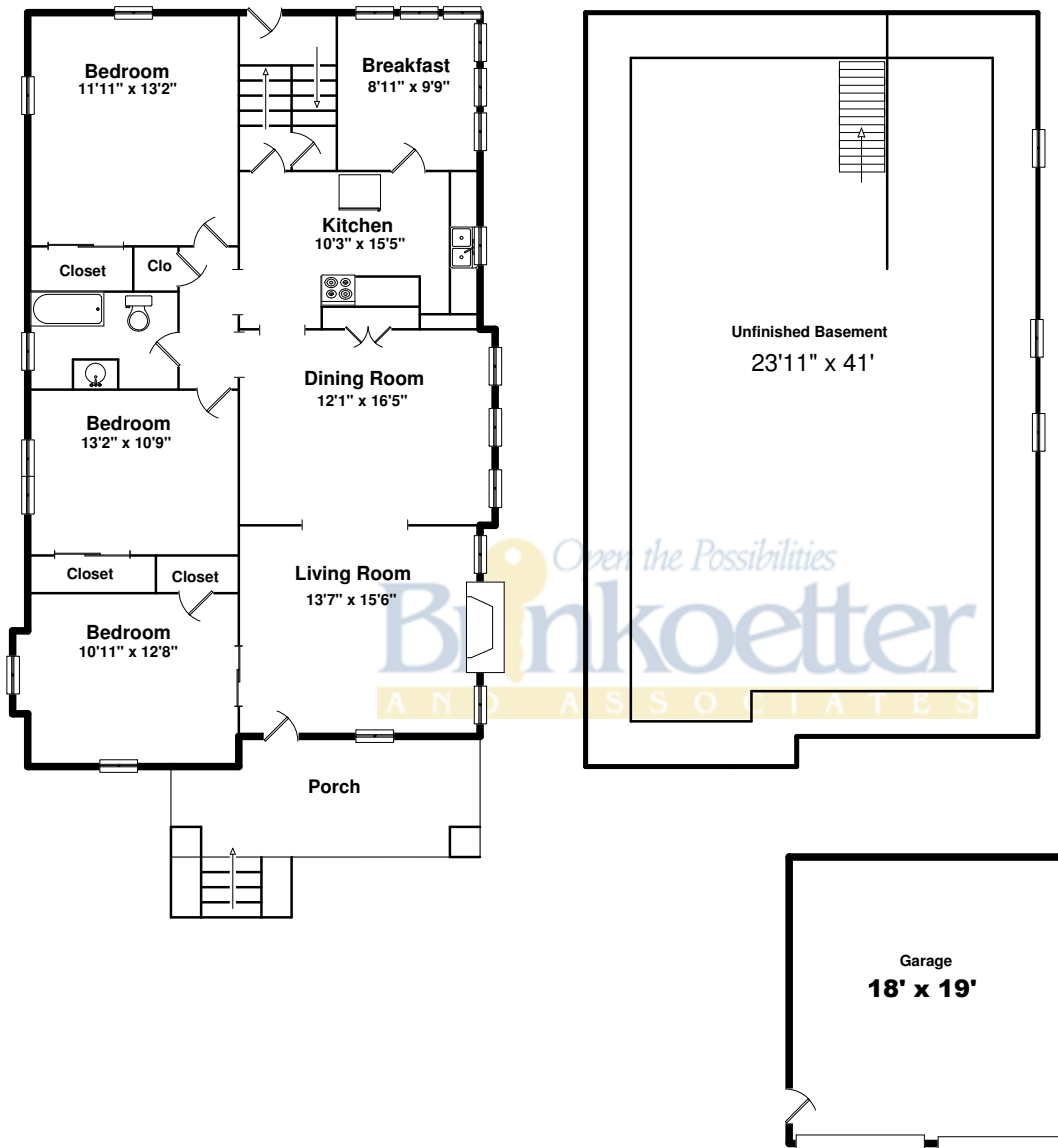 Bedroom
11'11" x 13'2"
Breakfast
8'11" x 9'9"
Kitchen
10'3" x 15'5"
Closet
Clo
Dining Room
12'1" x 16'5"
Bedroom
13'2" x 10'9"
Closet
Closet
Living Room
13'7" x 15'6"
Bedroom
10'11" x 12'8"
Porch
Unfinished Basement
23'11" x 41'
Open the Possibilities
Brinkoetter
AND ASSOCIATES
Garage
18' x 19'